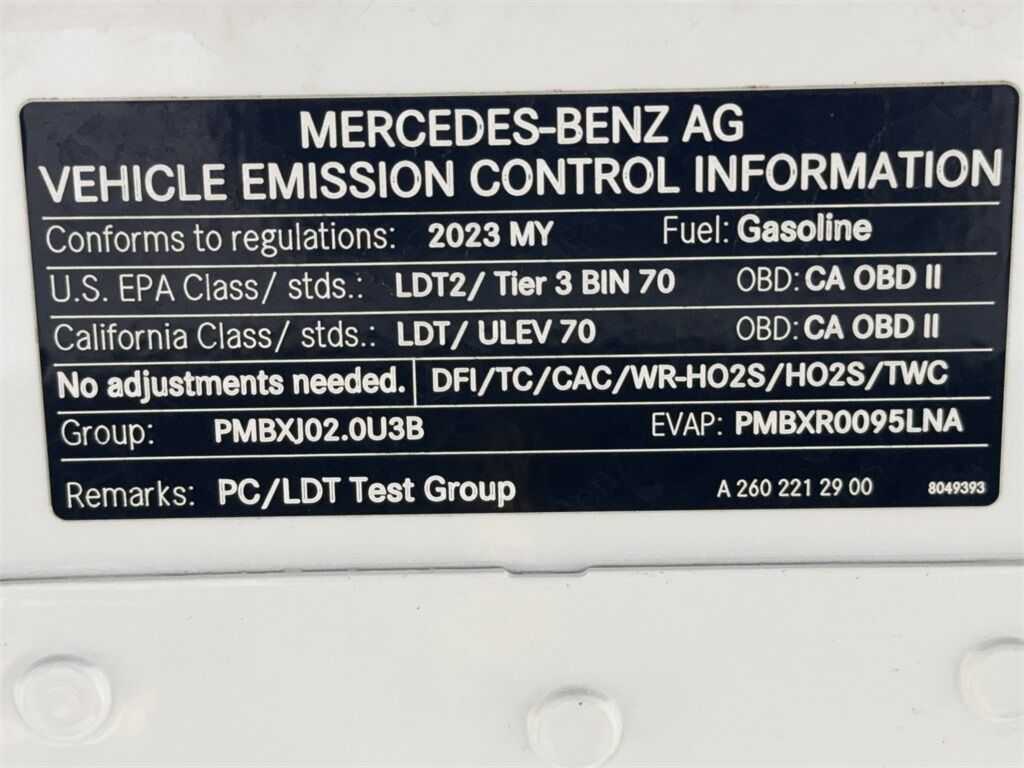 MERCEDES-BENZ AG
VEHICLE EMISSION CONTROL INFORMATION
Conforms to regulations: 2023 MY Fuel: Gasoline
U.S. EPA Class/ stds.: LDT2/ Tier 3 BIN 70 OBD: CA OBD II
California Class/ stds.: LDT/ ULEV 70 OBD: CA OBD II
No adjustments needed. DFI/TC/CAC/WR-HO2S/HO2S/TWC
Group: PMBXJ02.0U3B EVAP: PMBXR0095LNA
Remarks: PC/LDT Test Group A 260 221 29 00 8049393